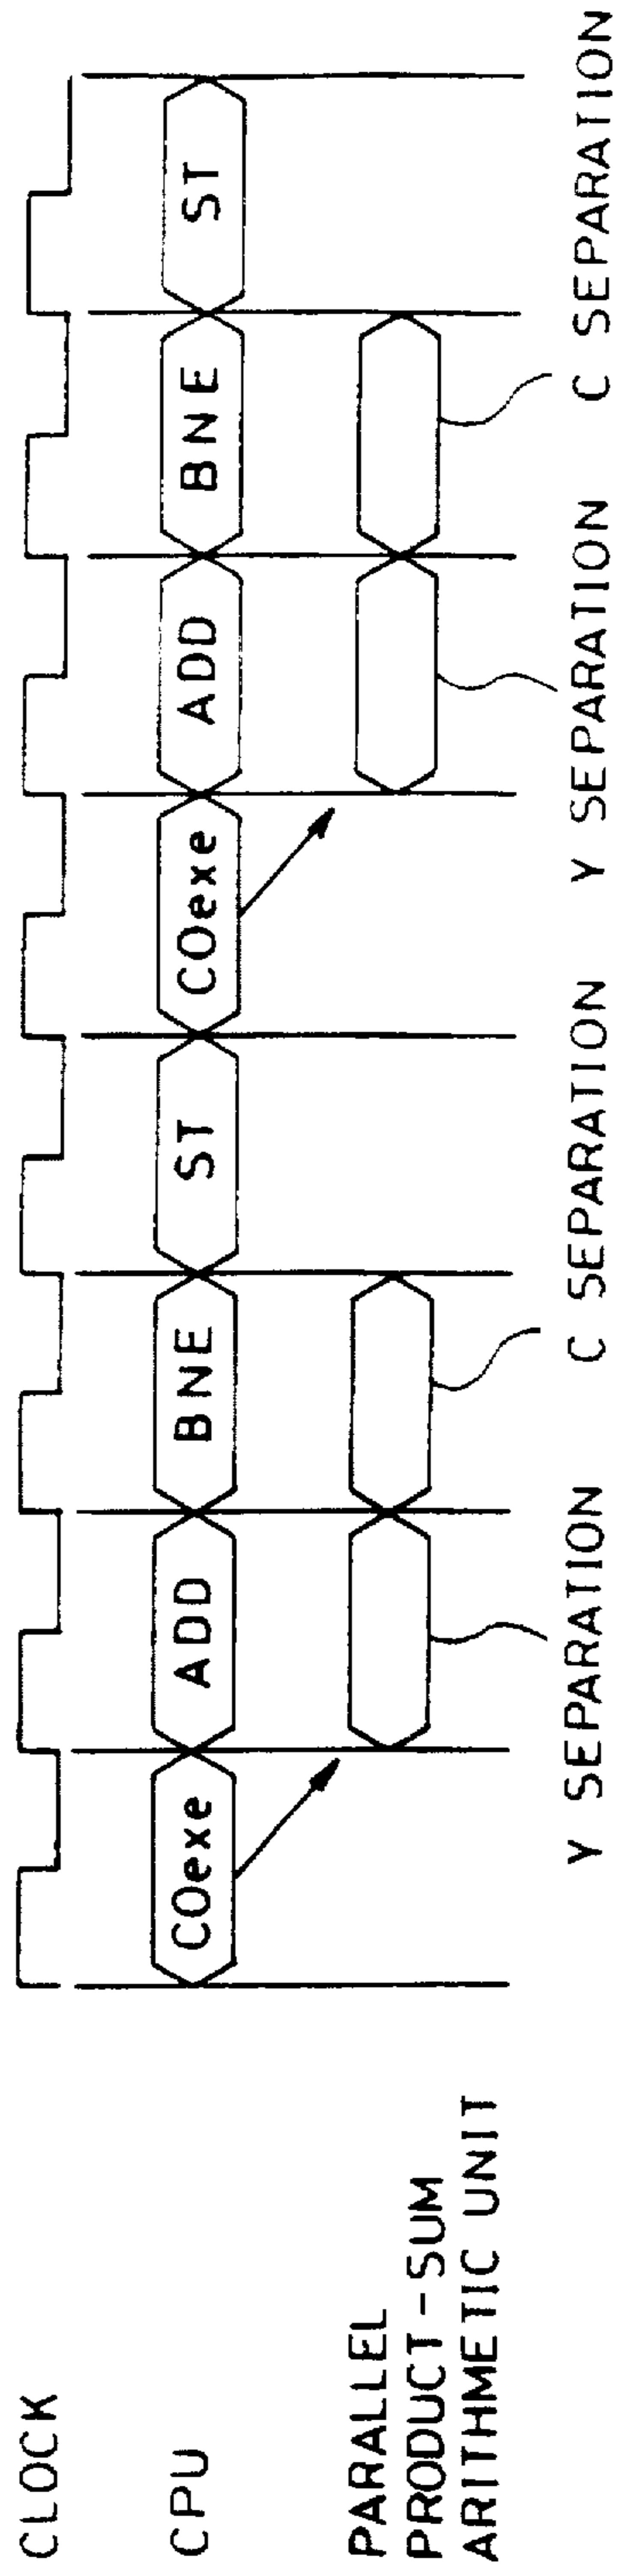 CLOCK
CPU
COexe
ADD
BNE
ST
COexe
ADD
BNE
ST
PARALLEL
PRODUCT-SUM
ARITHMETIC UNIT
Y SEPARATION
C SEPARATION
Y SEPARATION
C SEPARATION